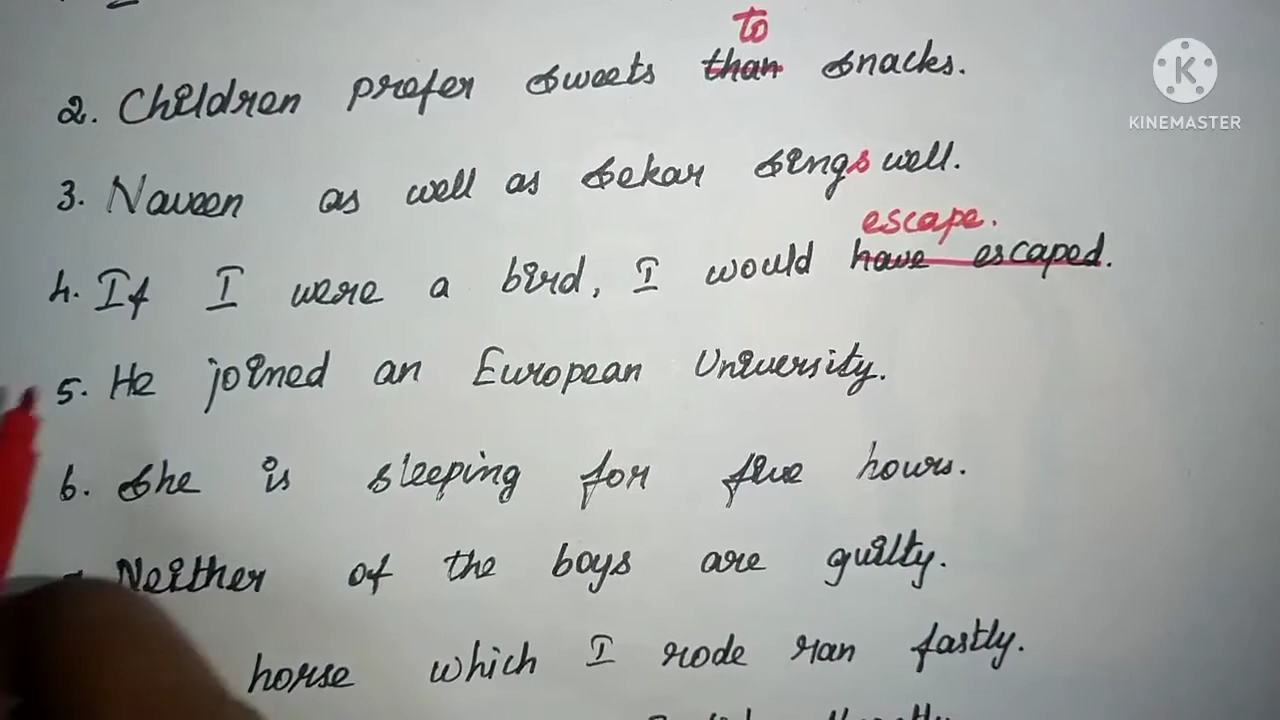 to
2. Children prefer sweets than snacks.
3. Naveen as well as Sekar sings well.
escape.
4. If I were a bird, I would have escaped.
5. He joined an European University.
6. She is sleeping for five hours.
Neither of the boys are guilty.
horse which I rode ran fastly.
K
KINEMASTER